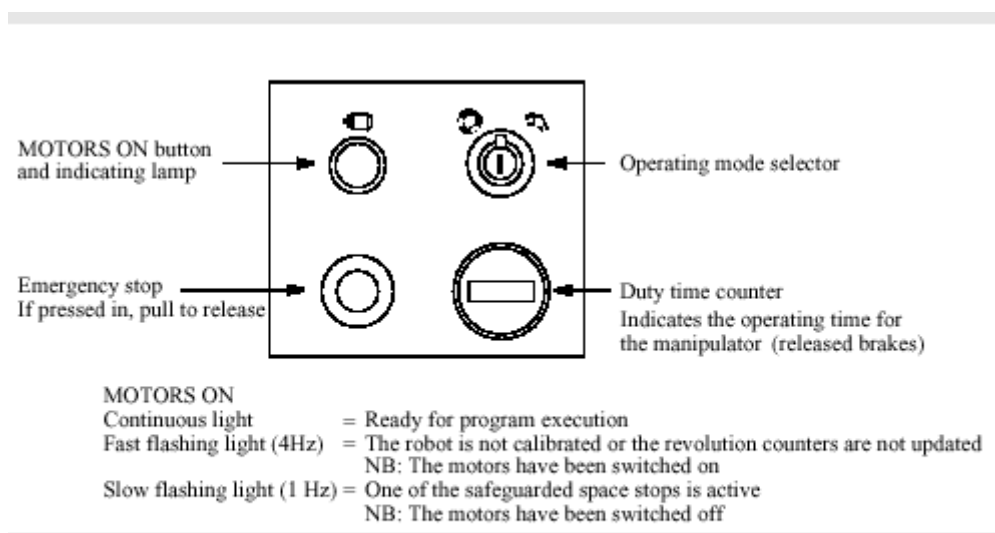 MOTORS ON button
and indicating lamp
Operating mode selector
Emergency stop
If pressed in, pull to release
Duty time counter
Indicates the operating time for
the manipulator (released brakes)
MOTORS ON
Continuous light = Ready for program execution
Fast flashing light (4Hz) = The robot is not calibrated or the revolution counters are not updated
NB: The motors have been switched on
Slow flashing light (1 Hz) = One of the safeguarded space stops is active
NB: The motors have been switched off